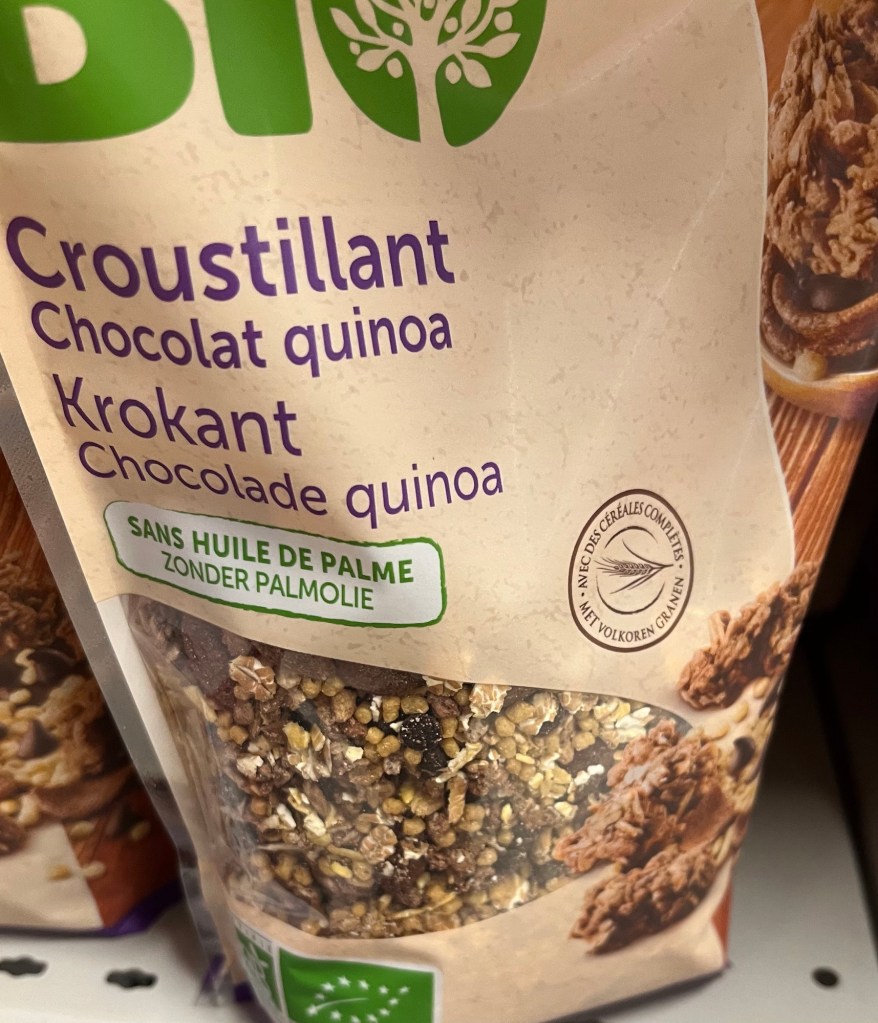 BIO
Croustillant
Chocolat quinoa
Krokant
Chocolade quinoa
SANS HUILE DE PALME
ZONDER PALMOLIE
• AVEC DES CÉRÉALES COMPLÈTES •
MET VOLKOREN GRANEN